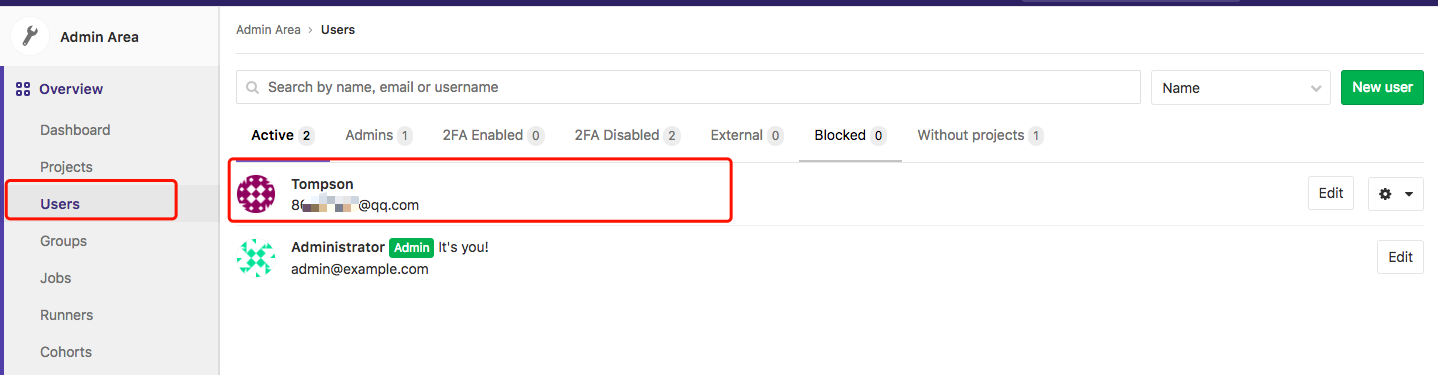 Admin Area
Admin Area › Users
Overview
Search by name, email or username
Name
New user
Dashboard
Active 2 Admins 1 2FA Enabled 0 2FA Disabled 2 External 0 Blocked 0 Without projects 1
Projects
Tompson
Edit
Users
@qq.com
Groups
Administrator Admin It's you!
Edit
admin@example.com
Jobs
Runners
Cohorts